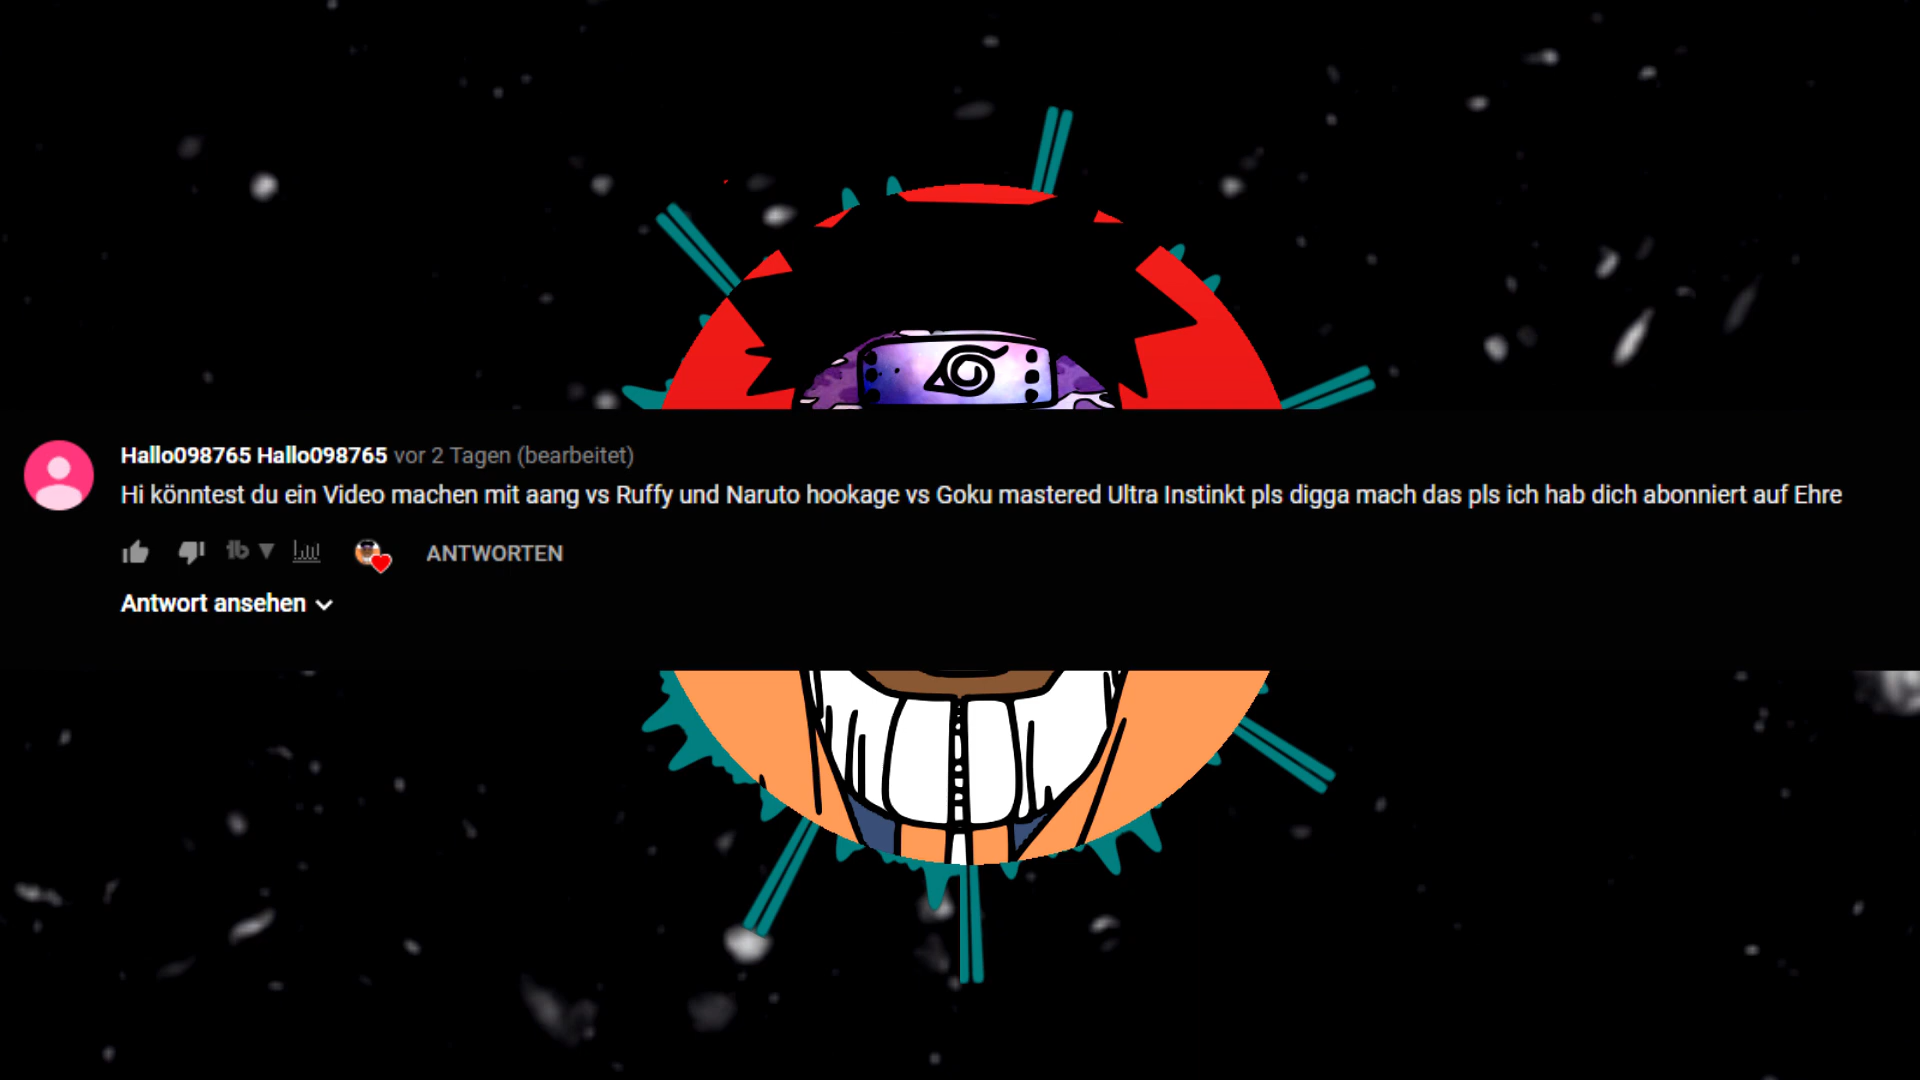 Hallo098765 Hallo098765 vor 2 Tagen (bearbeitet)
Hi könntest du ein Video machen mit aang vs Ruffy und Naruto hookage vs Goku mastered Ultra Instinkt pls digga mach das pls ich hab dich abonniert auf Ehre
ANTWORTEN
Antwort ansehen